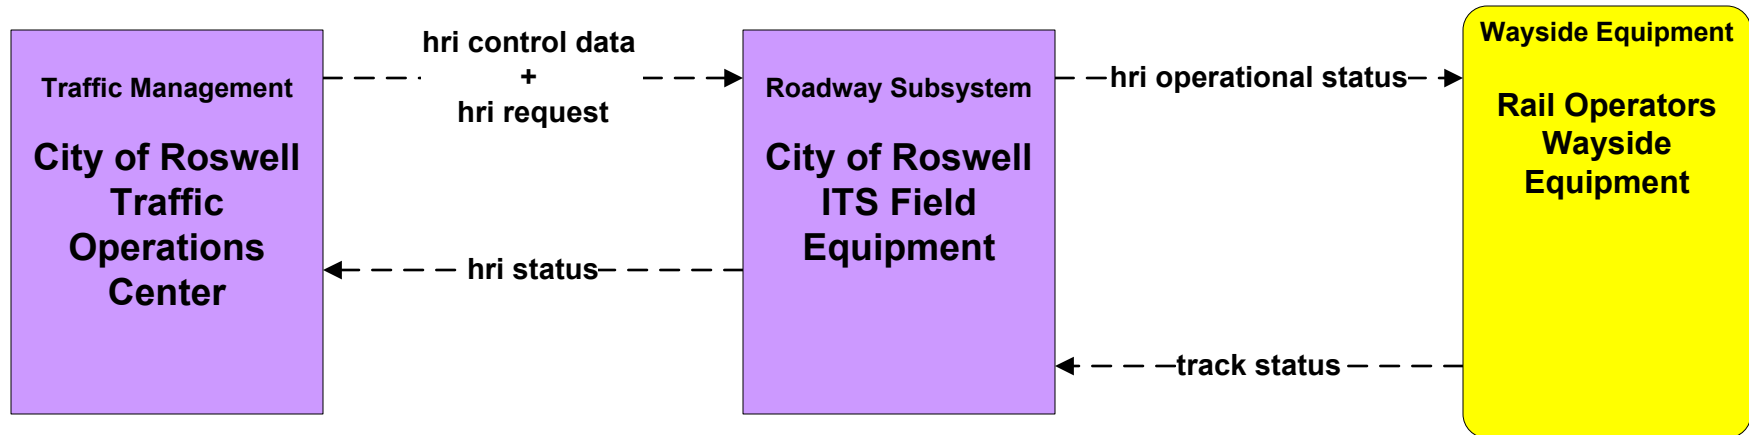 Traffic Management
City of Roswell
Traffic
Operations
Center
hri control data
+
hri request
hri status
Roadway Subsystem
City of Roswell
ITS Field
Equipment
hri operational status
track status
Wayside Equipment
Rail Operators
Wayside
Equipment